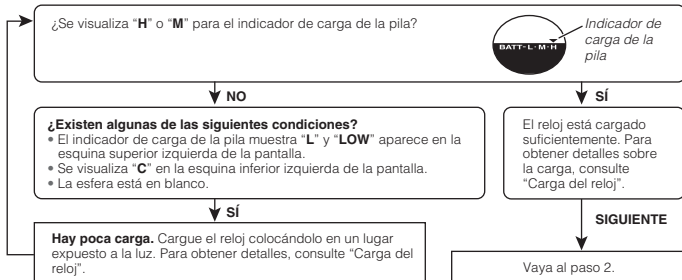 ¿Se visualiza “H” o “M” para el indicador de carga de la pila?
Indicador de
carga de la
pila
BATT-L·M·H
NO
SÍ
¿Existen algunas de las siguientes condiciones?
• El indicador de carga de la pila muestra “L” y “LOW” aparece en la
esquina superior izquierda de la pantalla.
• Se visualiza “C” en la esquina inferior izquierda de la pantalla.
• La esfera está en blanco.
El reloj está cargado
suficientemente. Para
obtener detalles sobre
la carga, consulte
“Carga del reloj”.
SÍ
SIGUIENTE
Hay poca carga. Cargue el reloj colocándolo en un lugar
expuesto a la luz. Para obtener detalles, consulte “Carga del
reloj”.
Vaya al paso 2.